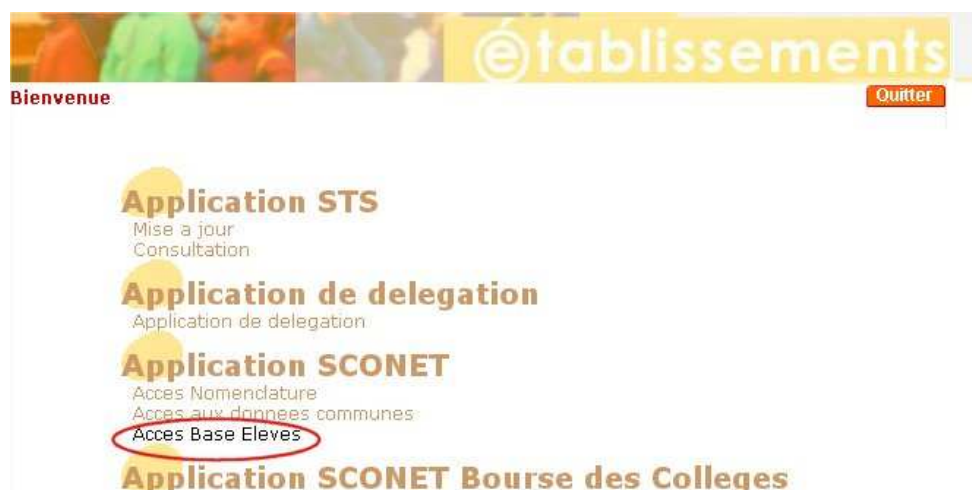 établissements
Bienvenue Quitter
Application STS
Mise a jour
Consultation
Application de delegation
Application de delegation
Application SCONET
Acces Nomenclature
Acces aux donnees communes
Acces Base Eleves
Application SCONET Bourse des Colleges